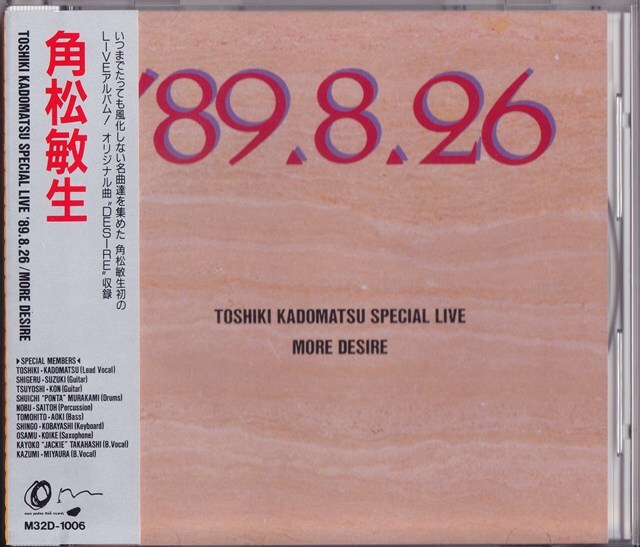 角松敏生
TOSHIKI KADOMATSU SPECIAL LIVE '89.8.26 / MORE DESIRE
いつまでたっても風化しない名曲達を集めた 角松敏生初の
LIVEアルバム! オリジナル曲“DESIRE”収録
▶SPECIAL MEMBERS◀
TOSHIKI・KADOMATSU (Lead Vocal)
SHIGERU・SUZUKI (Guitar)
TSUYOSHI・KON (Guitar)
SHUICHI "PONTA" MURAKAMI (Drums)
NOBU・SAITOH (Percussion)
TOMOHITO・AOKI (Bass)
SHINGO・KOBAYASHI (Keyboard)
OSAMU・KOIKE (Saxophone)
KAYOKO "JACKIE" TAKAHASHI (B.Vocal)
KAZUMI・MIYAURA (B.Vocal)
M32D-1006
'89.8.26
TOSHIKI KADOMATSU SPECIAL LIVE
MORE DESIRE